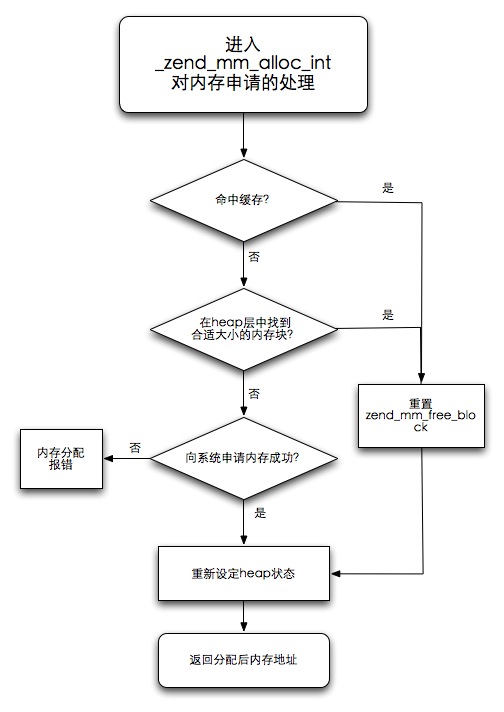 进入
_zend_mm_alloc_int
对内存申请的处理
命中缓存?
是
否
在heap层中找到
合适大小的内存块?
是
否
重置
zend_mm_free_blo
ck
向系统申请内存成功?
否
内存分配
报错
是
重新设定heap状态
返回分配后内存地址